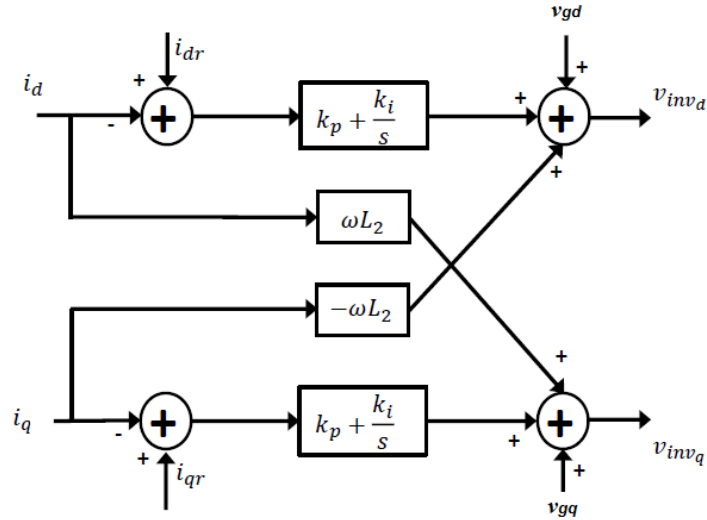 v_gd
+
i_dr
+
i_d
-
+
k_p + k_i/s
+
+
+
v_inv_d
ωL_2
-ωL_2
+
i_q
-
+
+
i_qr
k_p + k_i/s
+
+
+
v_inv_q
v_gq